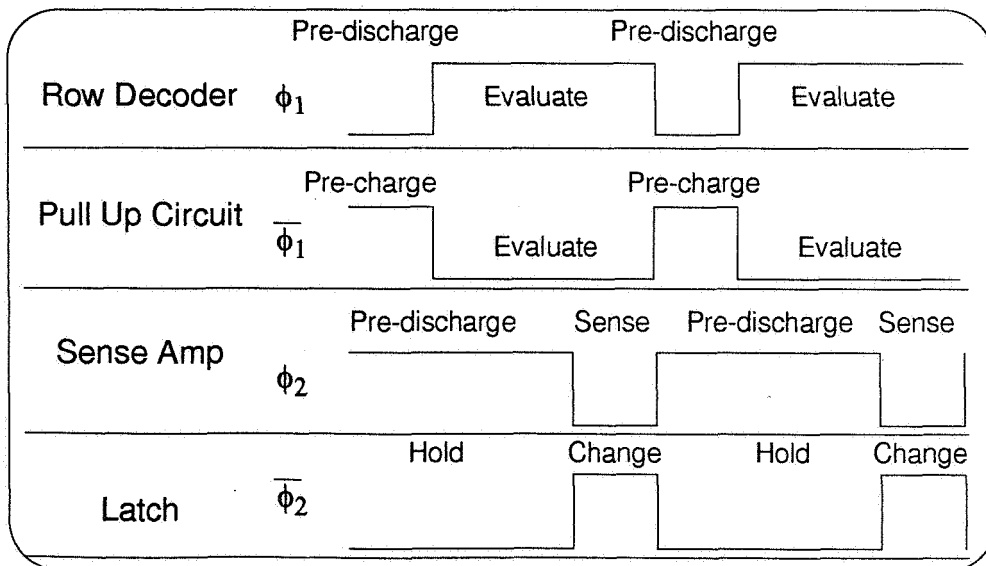 Pre-discharge Pre-discharge
Row Decoder ϕ1 Evaluate Evaluate
Pre-charge Pre-charge
Pull Up Circuit ϕ̅1 Evaluate Evaluate
Pre-discharge Sense Pre-discharge Sense
Sense Amp ϕ2
Hold Change Hold Change
Latch ϕ̅2